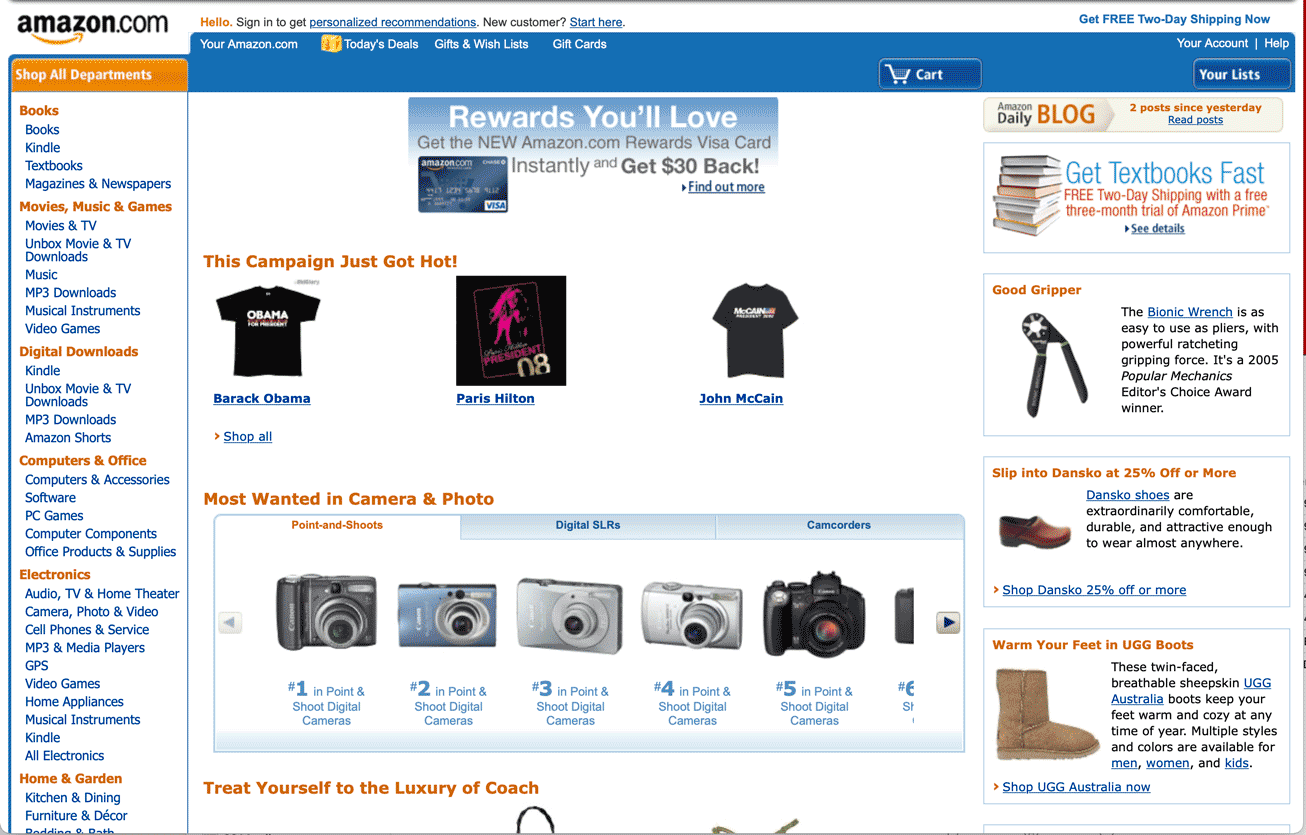 amazon.com
Hello. Sign in to get personalized recommendations. New customer? Start here.
Get FREE Two-Day Shipping Now
Your Amazon.com
Today's Deals
Gifts & Wish Lists
Gift Cards
Your Account | Help
Shop All Departments
Cart
Your Lists
Books
Books
Kindle
Textbooks
Magazines & Newspapers
Movies, Music & Games
Movies & TV
Unbox Movie & TV
Downloads
Music
MP3 Downloads
Musical Instruments
Video Games
Digital Downloads
Kindle
Unbox Movie & TV
Downloads
MP3 Downloads
Amazon Shorts
Computers & Office
Computers & Accessories
Software
PC Games
Computer Components
Office Products & Supplies
Electronics
Audio, TV & Home Theater
Camera, Photo & Video
Cell Phones & Service
MP3 & Media Players
GPS
Video Games
Home Appliances
Musical Instruments
Kindle
All Electronics
Home & Garden
Kitchen & Dining
Furniture & Décor
Bedding & Bath
Rewards You'll Love
Get the NEW Amazon.com Rewards Visa Card
Instantly and Get $30 Back!
amazon.com
CHASE
VISA
Find out more
This Campaign Just Got Hot!
OBAMA
FOR PRESIDENT
Paris Hilton
PRESIDENT
08
McCAIN
Barack Obama
Paris Hilton
John McCain
Shop all
Most Wanted in Camera & Photo
Point-and-Shoots
Digital SLRs
Camcorders
Canon
#1 in Point &
Shoot Digital
Cameras
#2 in Point &
Shoot Digital
Cameras
#3 in Point &
Shoot Digital
Cameras
#4 in Point &
Shoot Digital
Cameras
#5 in Point &
Shoot Digital
Cameras
Treat Yourself to the Luxury of Coach
Amazon
Daily BLOG
2 posts since yesterday
Read posts
Get Textbooks Fast
FREE Two-Day Shipping with a free
three-month trial of Amazon Prime™
See details
Good Gripper
The Bionic Wrench is as
easy to use as pliers, with
powerful ratcheting
gripping force. It's a 2005
Popular Mechanics
Editor's Choice Award
winner.
Slip into Dansko at 25% Off or More
Dansko shoes are
extraordinarily comfortable,
durable, and attractive enough
to wear almost anywhere.
Shop Dansko 25% off or more
Warm Your Feet in UGG Boots
These twin-faced,
breathable sheepskin UGG
Australia boots keep your
feet warm and cozy at any
time of year. Multiple styles
and colors are available for
men, women, and kids.
Shop UGG Australia now